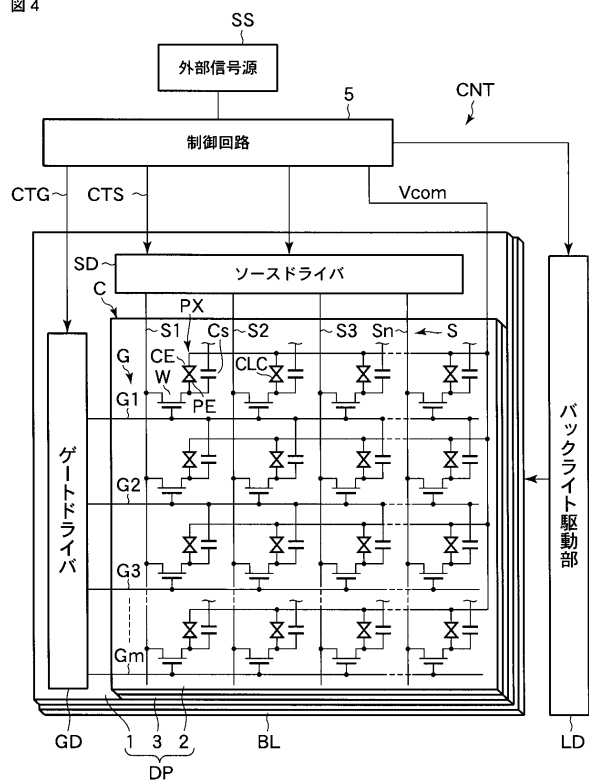 図4
SS
外部信号源
CNT
5
制御回路
CTG
CTS
Vcom
SD
ソースドライバ
C
PX
S1
Cs
S2
S3
Sn
S
G
CE
W
PE
CLC
G1
G2
G3
Gm
ゲートドライバ
バックライト駆動部
GD
1
3
2
BL
LD
DP